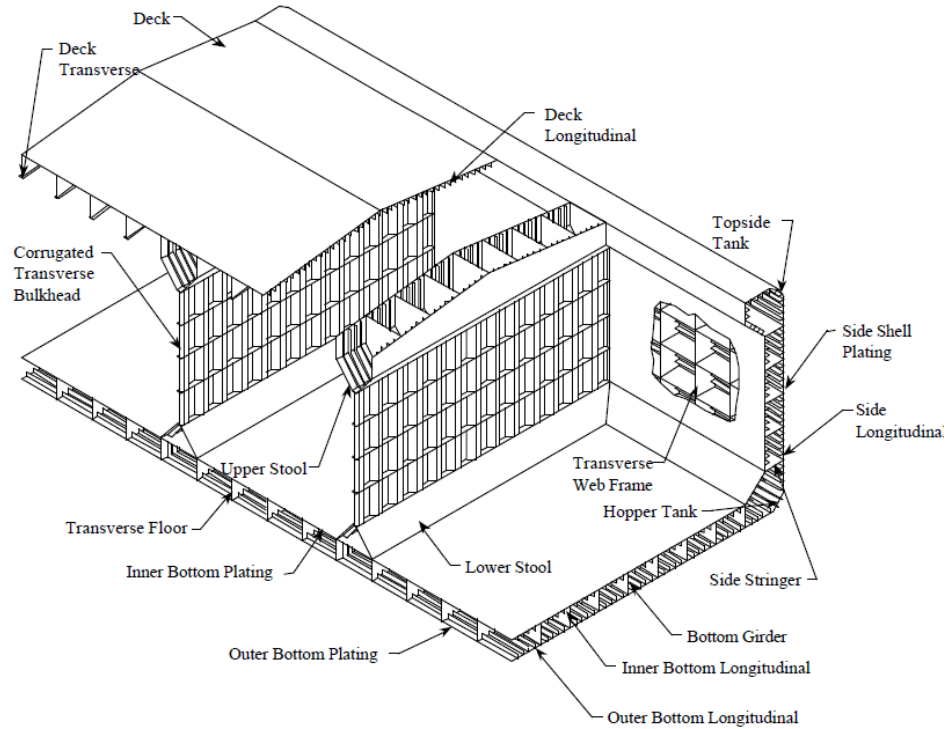 Deck
Deck
Transverse
Deck
Longitudinal
Topside
Tank
Corrugated
Transverse
Bulkhead
Side Shell
Plating
Side
Longitudinal
Upper Stool
Transverse
Web Frame
Hopper Tank
Transverse Floor
Inner Bottom Plating
Lower Stool
Side Stringer
Bottom Girder
Outer Bottom Plating
Inner Bottom Longitudinal
Outer Bottom Longitudinal